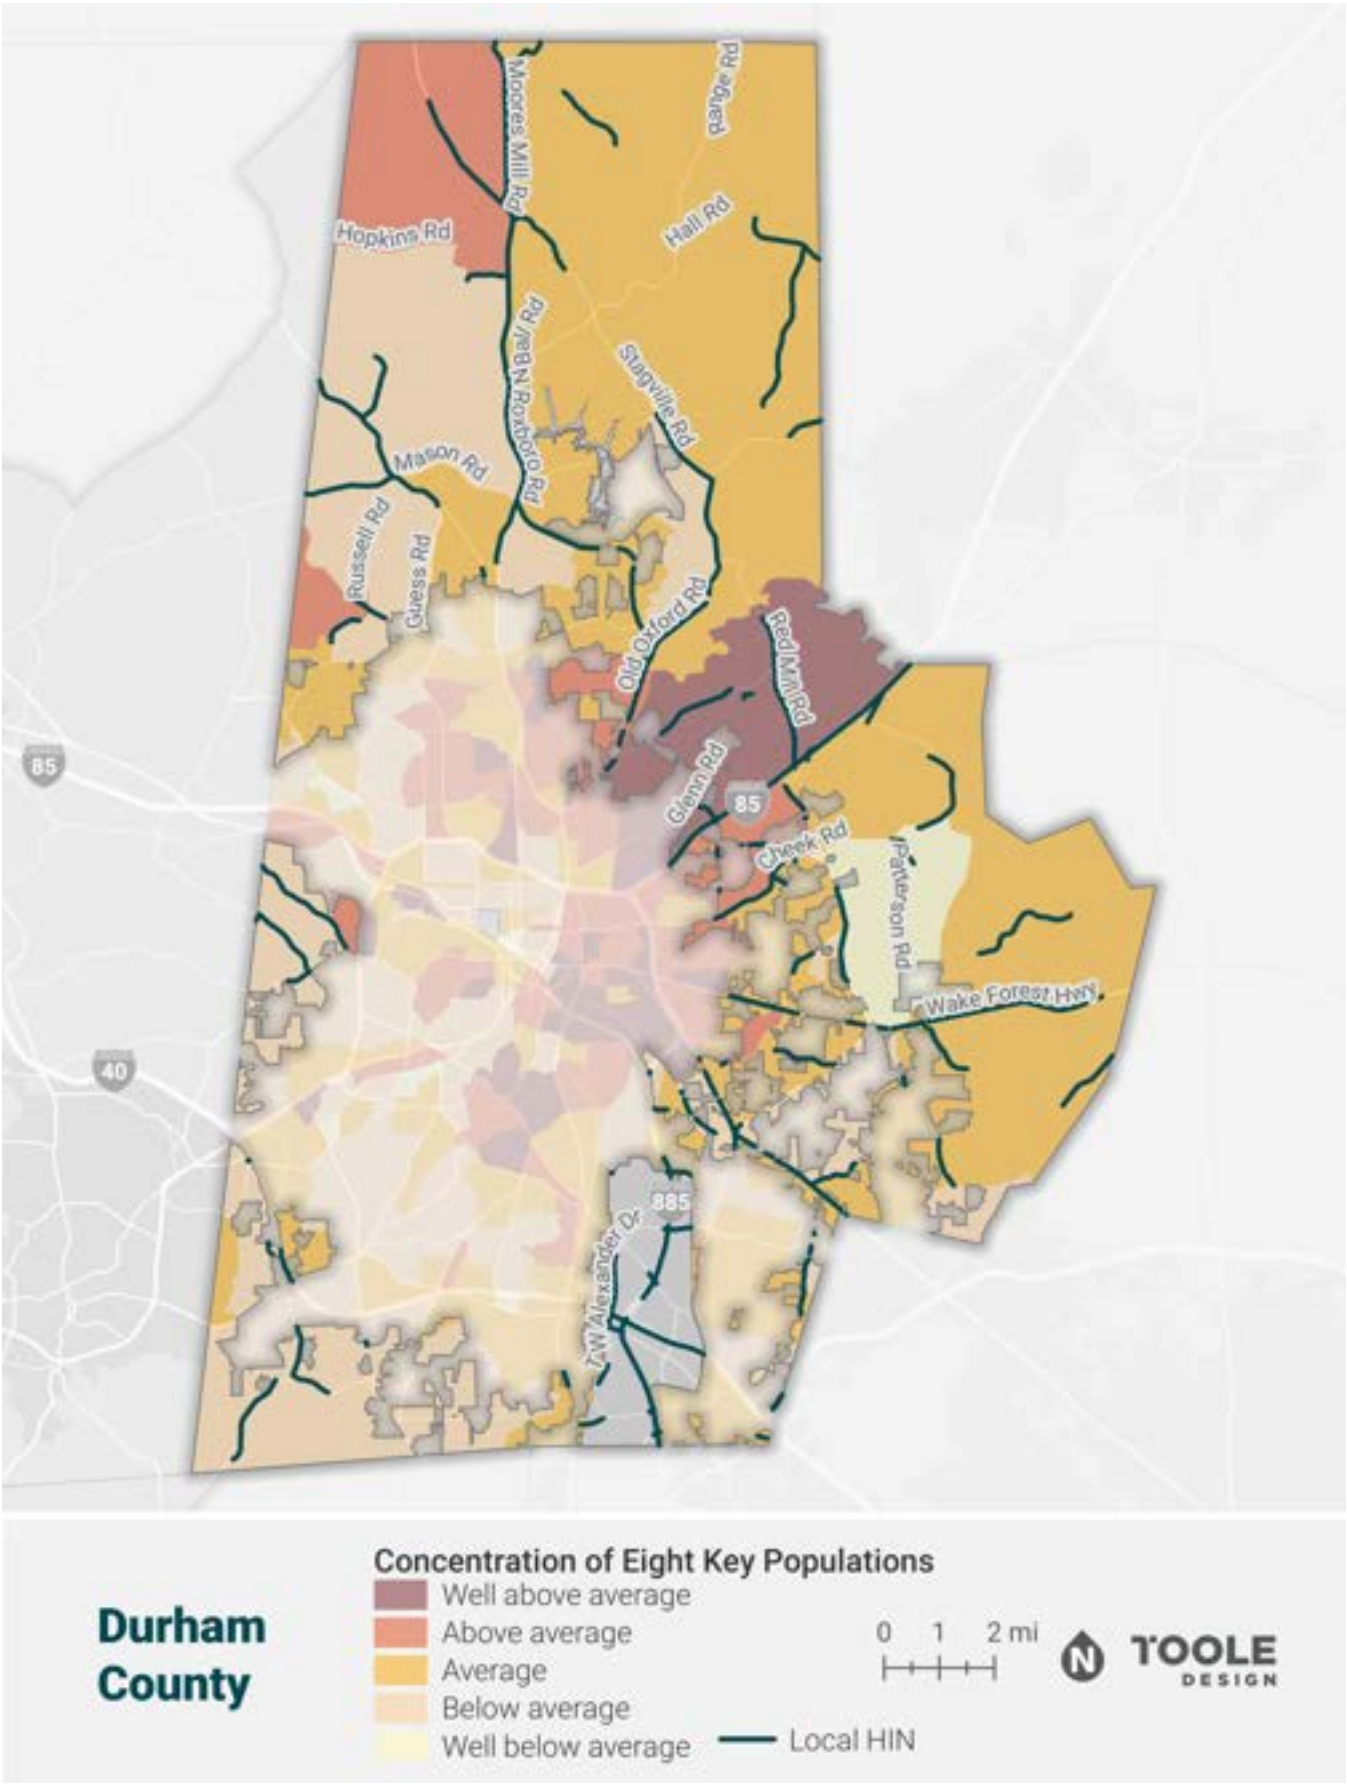 Range Rd
Moores Mill Rd
Hall Rd
Hopkins Rd
N Roxboro Rd
Stagville Rd
Mason Rd
Russell Rd
Guess Rd
Old Oxford Rd
Red Mill Rd
85
Glenn Rd
85
Cheek Rd
Patterson Rd
Wake Forest Hwy
40
885
T W Alexander Dr
Concentration of Eight Key Populations
Well above average
Above average
Average
Below average
Well below average
Local HIN
Durham
County
0 1 2 mi
N
TOOLE
DESIGN